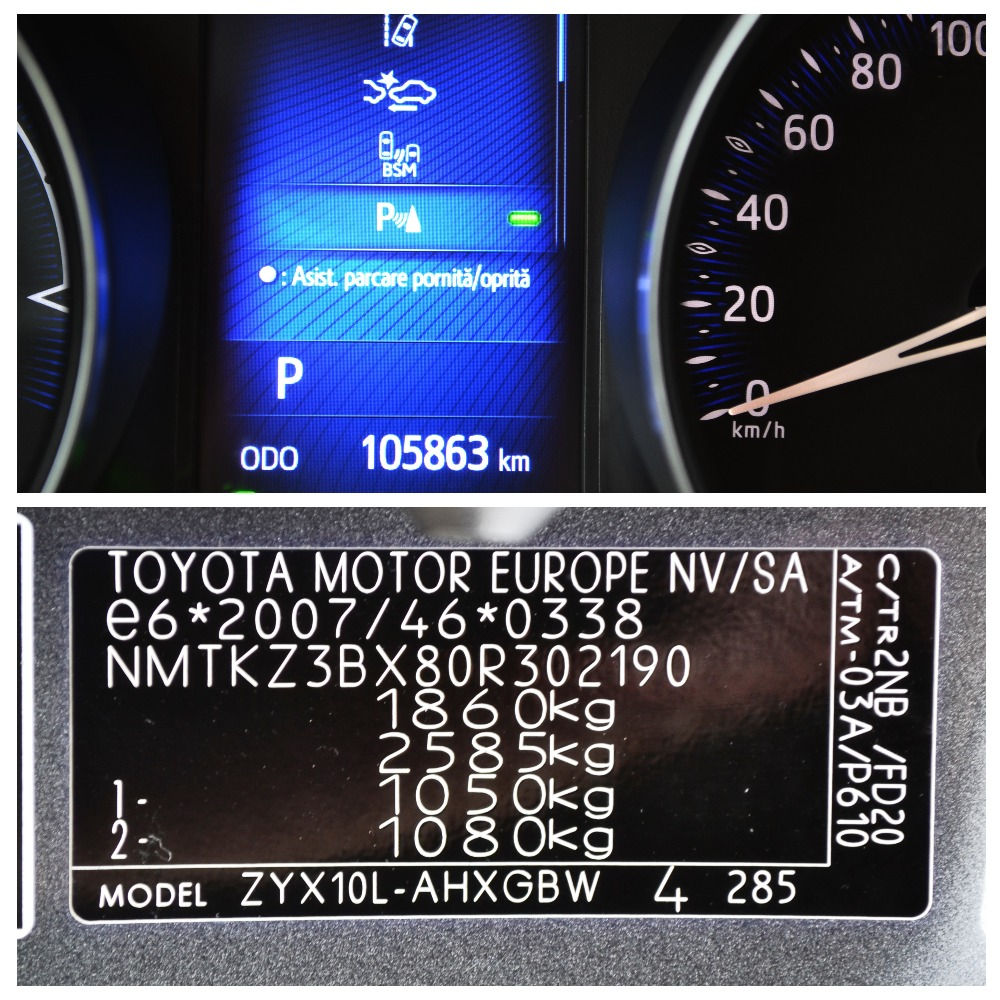 BSM
P
: Asist. parcare pornită/oprită
P
ODO 105863 km
100
80
60
40
20
0
km/h
TOYOTA MOTOR EUROPE NV/SA
e6*2007/46*0338
NMTKZ3BX80R302190
1860kg
2585kg
1- 1050kg
2- 1080kg
MODEL ZYX10L-AHXGBW 4 285
C/TR2NB /FD20
A/TM-03A/P610